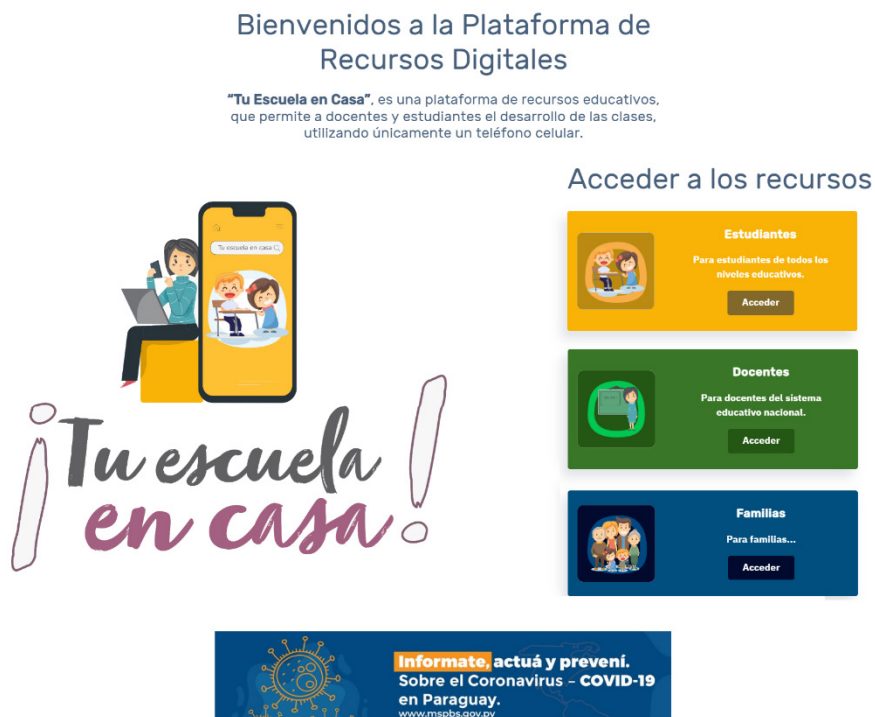 Bienvenidos a la Plataforma de
Recursos Digitales
“Tu Escuela en Casa”, es una plataforma de recursos educativos,
que permite a docentes y estudiantes el desarrollo de las clases,
utilizando únicamente un teléfono celular.
Acceder a los recursos
Tu escuela en casa
¡Tu escuela
en casa!
Estudiantes
Para estudiantes de todos los
niveles educativos.
Acceder
Docentes
Para docentes del sistema
educativo nacional.
Acceder
Familias
Para familias...
Acceder
Informate, actuá y prevení.
Sobre el Coronavirus - COVID-19
en Paraguay.
www.mspbs.gov.py